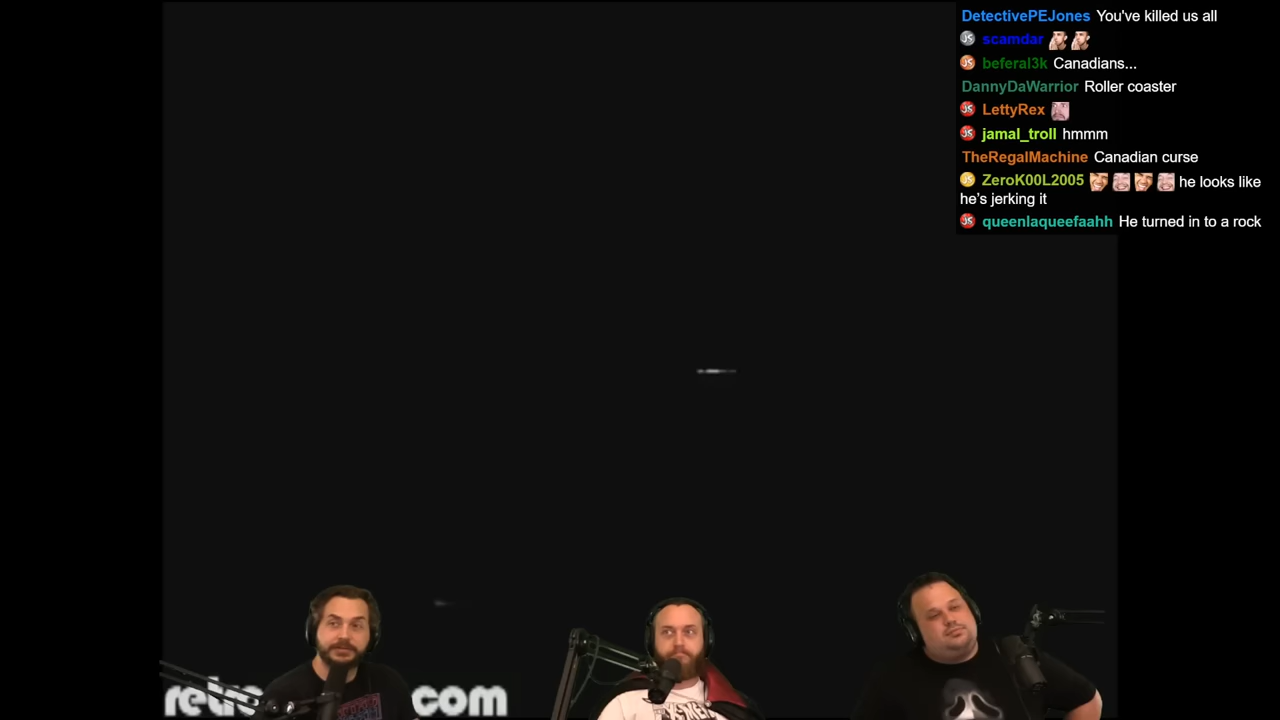 DetectivePEJones You've killed us all
scamdar
beferal3k Canadians...
DannyDaWarrior Roller coaster
LettyRex
jamal_troll hmmm
TheRegalMachine Canadian curse
ZeroK00L2005 he looks like
he's jerking it
queenlaqueefaahh He turned in to a rock
com